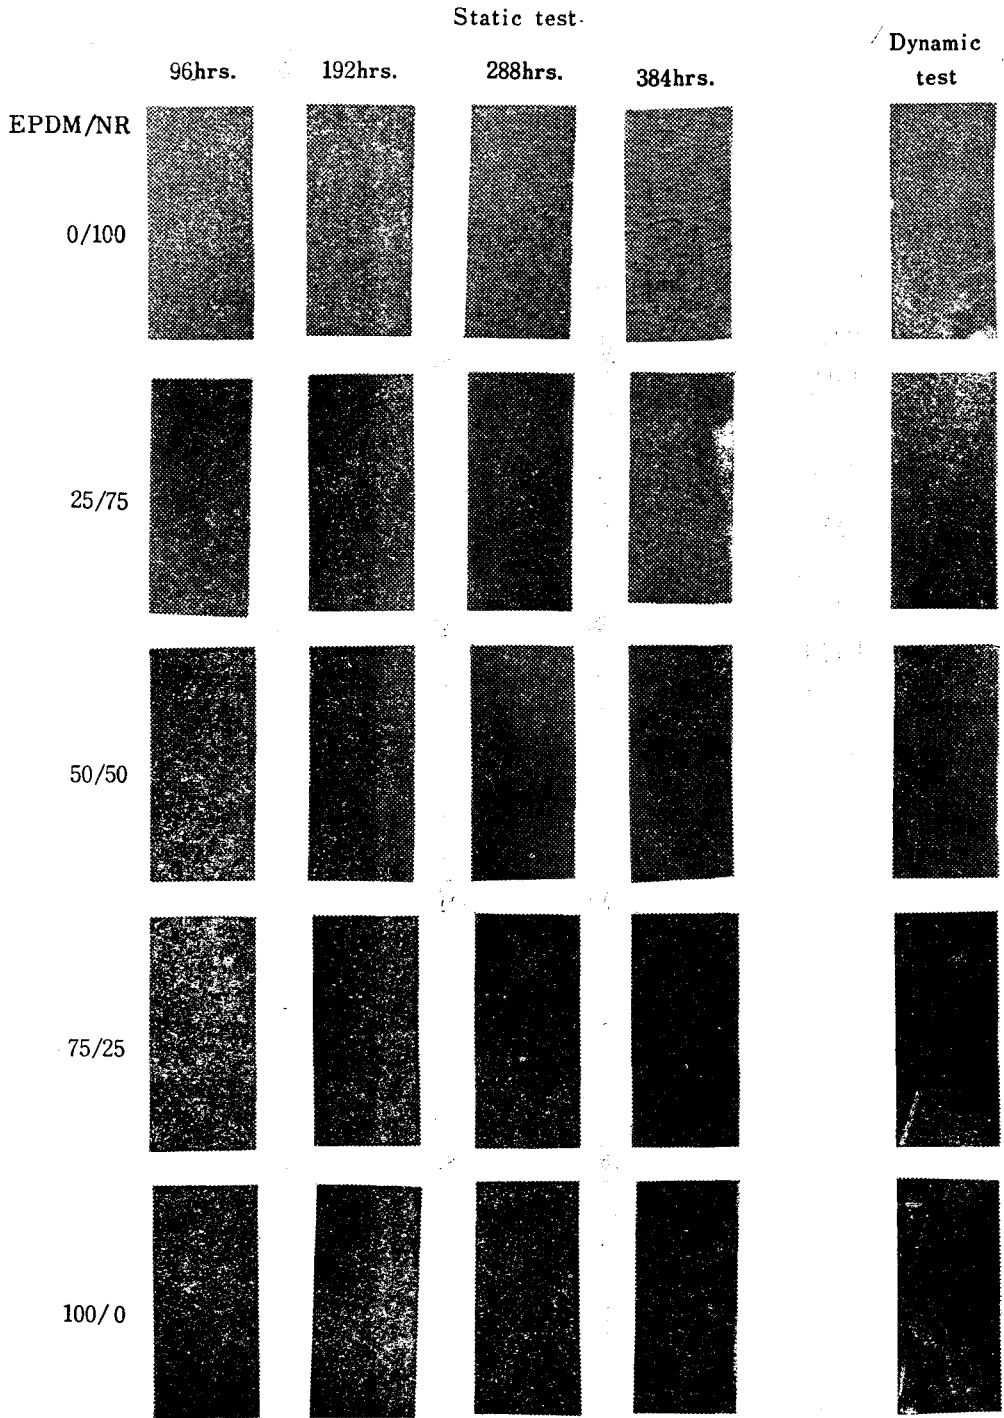 Static test
Dynamic
test
96hrs.
192hrs.
288hrs.
384hrs.
EPDM/NR
0/100
25/75
50/50
75/25
100/0